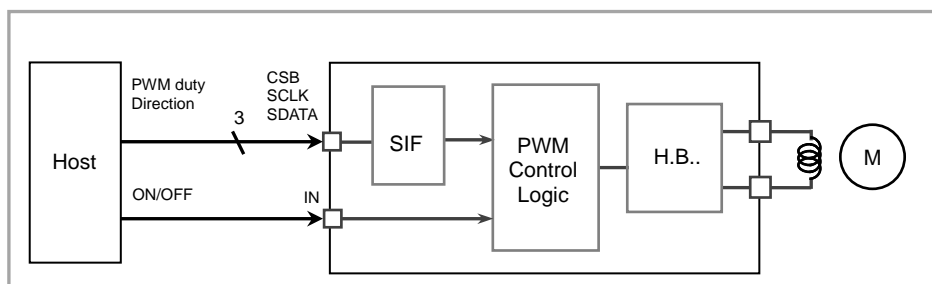 PWM duty
Direction
3
CSB
SCLK
SDATA
Host
ON/OFF
IN
SIF
PWM
Control
Logic
H.B..
M